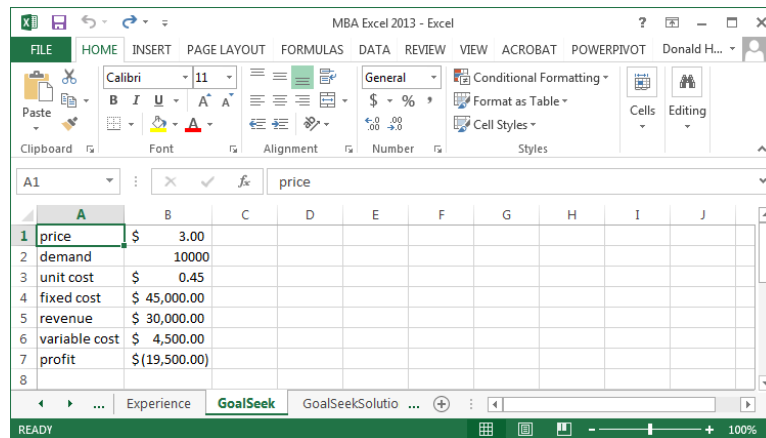 MBA Excel 2013 - Excel
FILE HOME INSERT PAGE LAYOUT FORMULAS DATA REVIEW VIEW ACROBAT POWERPIVOT Donald H...
Calibri 11 General Conditional Formatting
Paste B I U A A $ % , Format as Table Cells Editing
A Cell Styles
Clipboard Font Alignment Number Styles
A1 fx price
A B C D E F G H I J
1 price $ 3.00
2 demand 10000
3 unit cost $ 0.45
4 fixed cost $ 45,000.00
5 revenue $ 30,000.00
6 variable cost $ 4,500.00
7 profit $(19,500.00)
8
... Experience GoalSeek GoalSeekSolutio ...
READY 100%